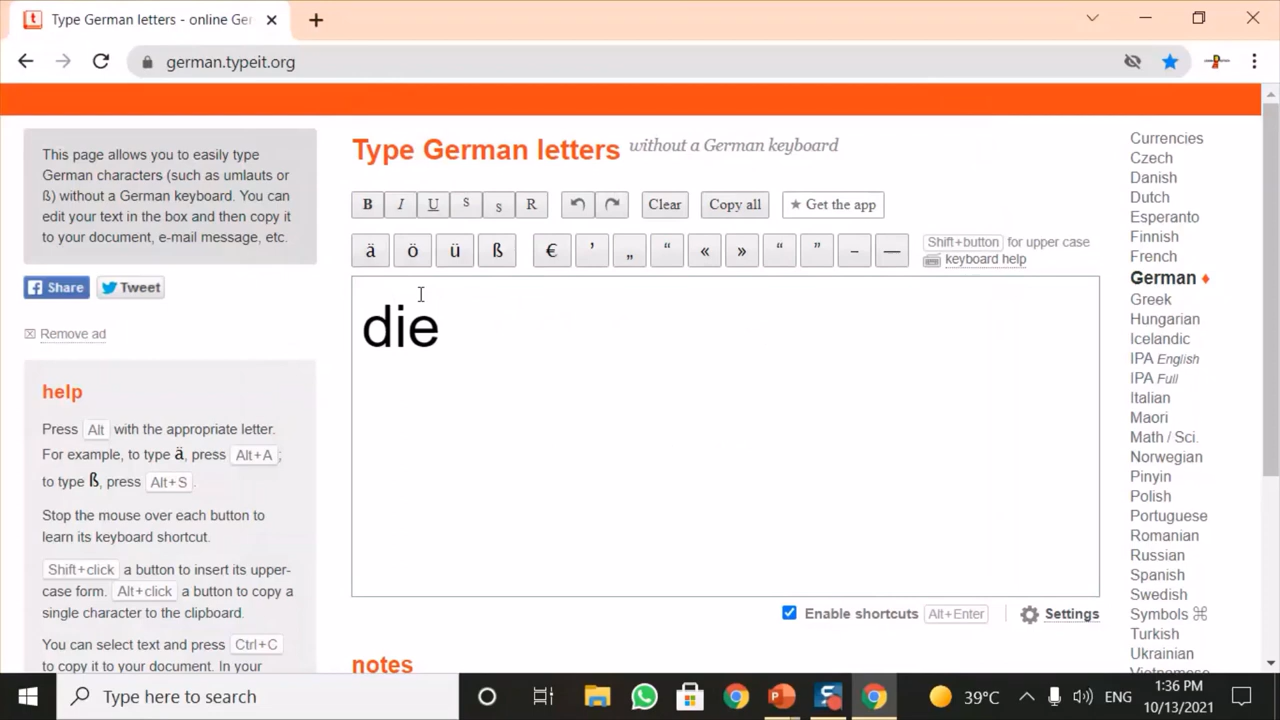 Type German letters - online Ger
german.typeit.org
This page allows you to easily type
German characters (such as umlauts or
ß) without a German keyboard. You can
edit your text in the box and then copy it
to your document, e-mail message, etc.
Share Tweet
Remove ad
help
Press Alt with the appropriate letter.
For example, to type ä, press Alt+A;
to type ß, press Alt+S.
Stop the mouse over each button to
learn its keyboard shortcut.
Shift+click a button to insert its upper-
case form. Alt+click a button to copy a
single character to the clipboard.
You can select text and press Ctrl+C
to copy it to your document. In your
Type German letters without a German keyboard
B I U S S R Clear Copy all ★ Get the app
ä ö ü ß € ’ „ “ « » “ ” – —
Shift+button for upper case
keyboard help
die
Enable shortcuts Alt+Enter Settings
notes
Currencies
Czech
Danish
Dutch
Esperanto
Finnish
French
German ♦
Greek
Hungarian
Icelandic
IPA English
IPA Full
Italian
Maori
Math / Sci.
Norwegian
Pinyin
Polish
Portuguese
Romanian
Russian
Spanish
Swedish
Symbols ⌘
Turkish
Ukrainian
Vietnamese
Type here to search
39°C
ENG
1:36 PM
10/13/2021